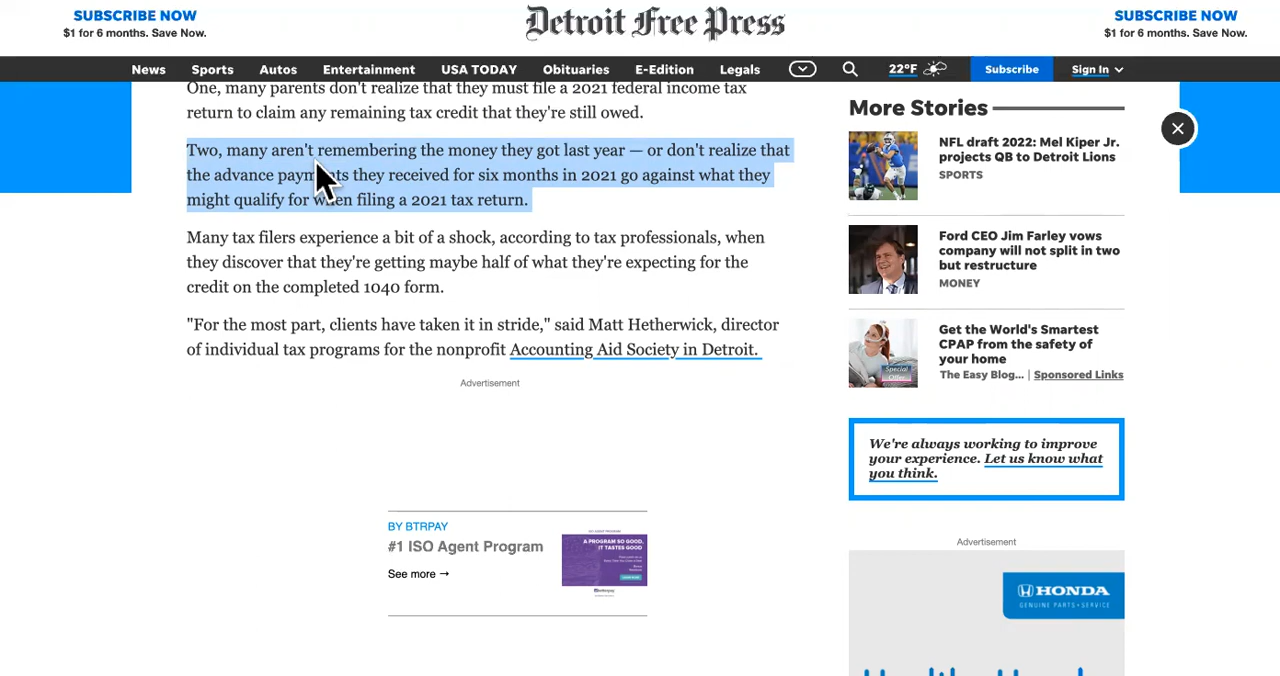 SUBSCRIBE NOW
$1 for 6 months. Save Now.
Detroit Free Press
SUBSCRIBE NOW
$1 for 6 months. Save Now.
News Sports Autos Entertainment USA TODAY Obituaries E-Edition Legals 22°F Subscribe Sign In
One, many parents don't realize that they must file a 2021 federal income tax
return to claim any remaining tax credit that they're still owed.
Two, many aren't remembering the money they got last year — or don't realize that
the advance payments they received for six months in 2021 go against what they
might qualify for when filing a 2021 tax return.
Many tax filers experience a bit of a shock, according to tax professionals, when
they discover that they're getting maybe half of what they're expecting for the
credit on the completed 1040 form.
"For the most part, clients have taken it in stride," said Matt Hetherwick, director
of individual tax programs for the nonprofit Accounting Aid Society in Detroit.
Advertisement
BY BTRPAY
#1 ISO Agent Program
See more →
A PROGRAM SO GOOD,
IT TASTES GOOD
More Stories
NFL draft 2022: Mel Kiper Jr.
projects QB to Detroit Lions
SPORTS
Ford CEO Jim Farley vows
company will not split in two
but restructure
MONEY
Special
Offer
Get the World's Smartest
CPAP from the safety of
your home
The Easy Blog... | Sponsored Links
We're always working to improve
your experience. Let us know what
you think.
Advertisement
HONDA
GENUINE PARTS • SERVICE